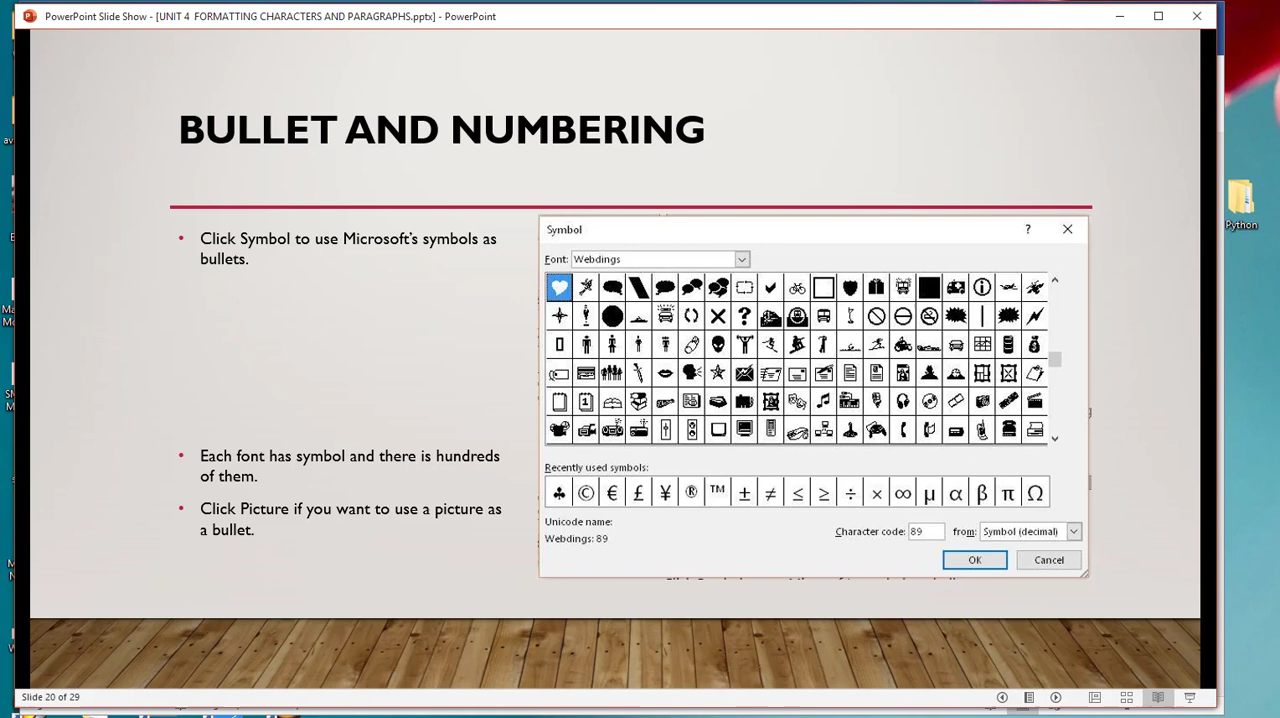 PowerPoint Slide Show - [UNIT 4  FORMATTING CHARACTERS AND PARAGRAPHS.pptx] - PowerPoint
BULLET AND NUMBERING
• Click Symbol to use Microsoft's symbols as
bullets.
• Each font has symbol and there is hundreds
of them.
• Click Picture if you want to use a picture as
a bullet.
Symbol
?
Font: Webdings
Recently used symbols:
♣ © € £ ¥ ® ™ ± ≠ ≤ ≥ ÷ × ∞ µ α β π Ω
Unicode name:
Webdings: 89
Character code: 89 from: Symbol (decimal)
OK Cancel
Python
Slide 20 of 29